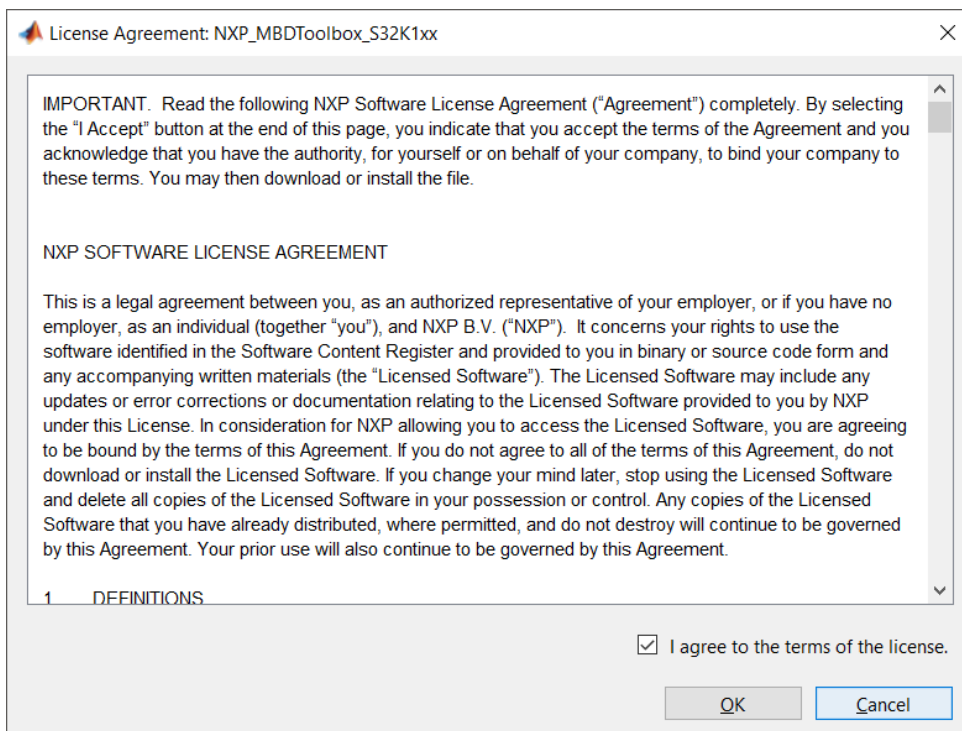 License Agreement: NXP_MBDToolbox_S32K1xx
IMPORTANT.  Read the following NXP Software License Agreement (“Agreement”) completely. By selecting
the “I Accept” button at the end of this page, you indicate that you accept the terms of the Agreement and you
acknowledge that you have the authority, for yourself or on behalf of your company, to bind your company to
these terms. You may then download or install the file.
NXP SOFTWARE LICENSE AGREEMENT
This is a legal agreement between you, as an authorized representative of your employer, or if you have no
employer, as an individual (together “you”), and NXP B.V. (“NXP”).  It concerns your rights to use the
software identified in the Software Content Register and provided to you in binary or source code form and
any accompanying written materials (the “Licensed Software”). The Licensed Software may include any
updates or error corrections or documentation relating to the Licensed Software provided to you by NXP
under this License. In consideration for NXP allowing you to access the Licensed Software, you are agreeing
to be bound by the terms of this Agreement. If you do not agree to all of the terms of this Agreement, do not
download or install the Licensed Software. If you change your mind later, stop using the Licensed Software
and delete all copies of the Licensed Software in your possession or control. Any copies of the Licensed
Software that you have already distributed, where permitted, and do not destroy will continue to be governed
by this Agreement. Your prior use will also continue to be governed by this Agreement.
1 DEFINITIONS
I agree to the terms of the license.
OK
Cancel